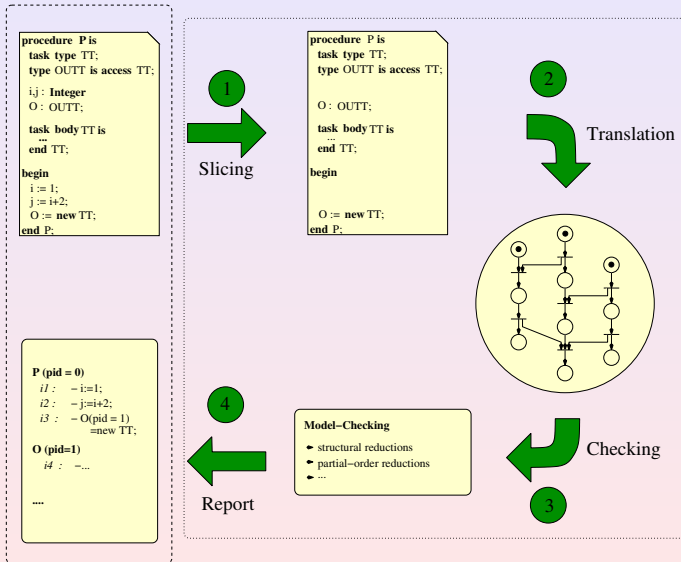 procedure P is
task type TT;
type OUTT is access TT;
i,j : Integer
O : OUTT;
task body TT is
...
end TT;
begin
i := 1;
j := i+2;
O := new TT;
end P;
1
Slicing
procedure P is
task type TT;
type OUTT is access TT;
O : OUTT;
task body TT is
...
end TT;
begin
O := new TT;
end P;
2
Translation
Checking
3
Model−Checking
structural reductions
partial−order reductions
...
4
Report
P (pid = 0)
i1 : − i:=1;
i2 : − j:=i+2;
i3 : − O(pid = 1)
=new TT;
O (pid=1)
i4 : −...
....